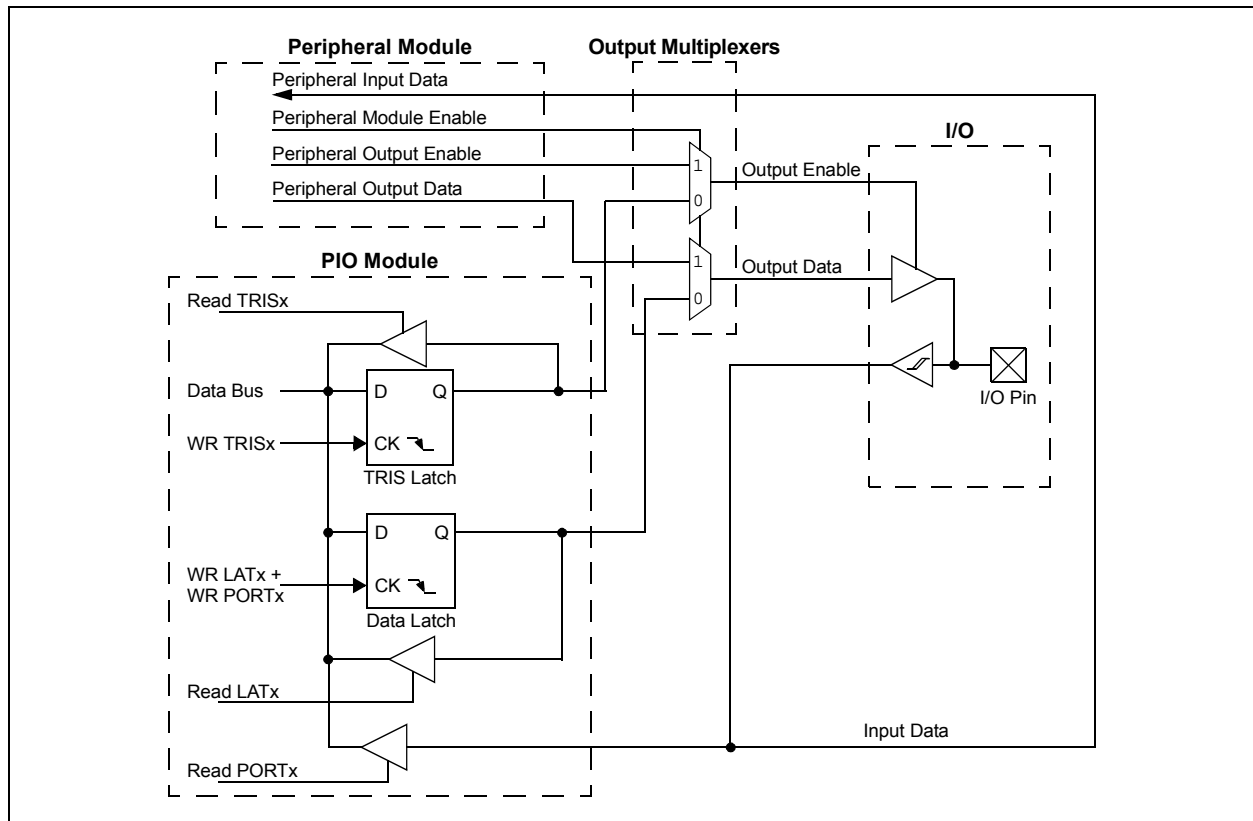 Peripheral Module
Output Multiplexers
Peripheral Input Data
Peripheral Module Enable
Peripheral Output Enable
Peripheral Output Data
1
0
1
0
Output Enable
Output Data
I/O
I/O Pin
PIO Module
Read TRISx
Data Bus
D Q
WR TRISx
CK
TRIS Latch
D Q
WR LATx +
WR PORTx
CK
Data Latch
Read LATx
Read PORTx
Input Data